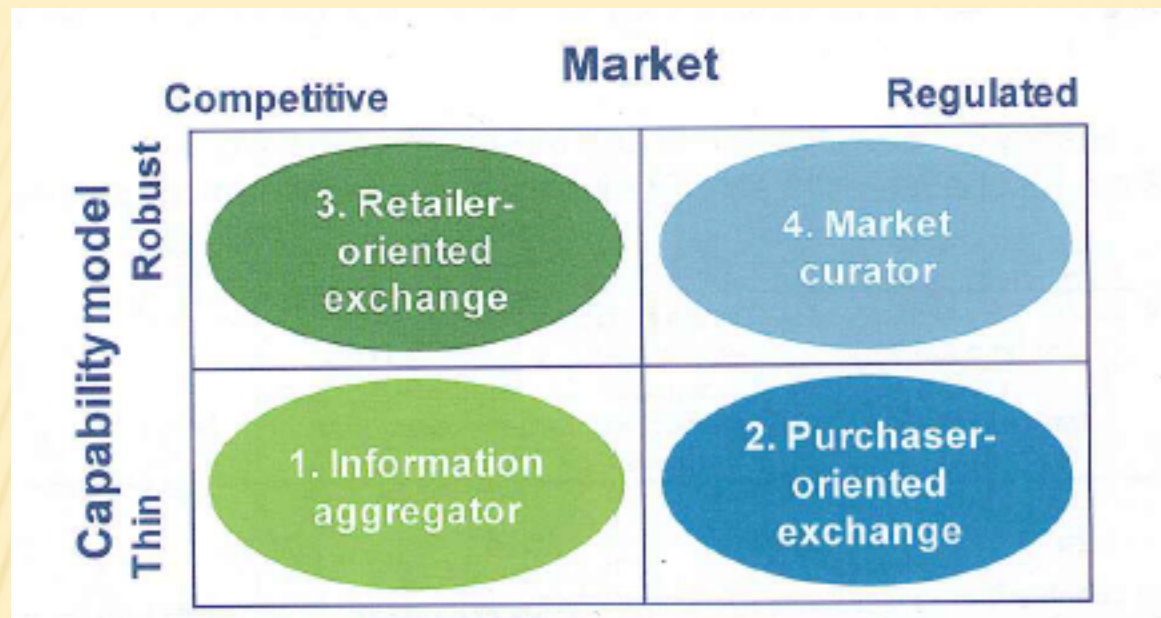 Market
Competitive
Regulated
Capability model
Robust
Thin
3. Retailer-
oriented
exchange
4. Market
curator
1. Information
aggregator
2. Purchaser-
oriented
exchange